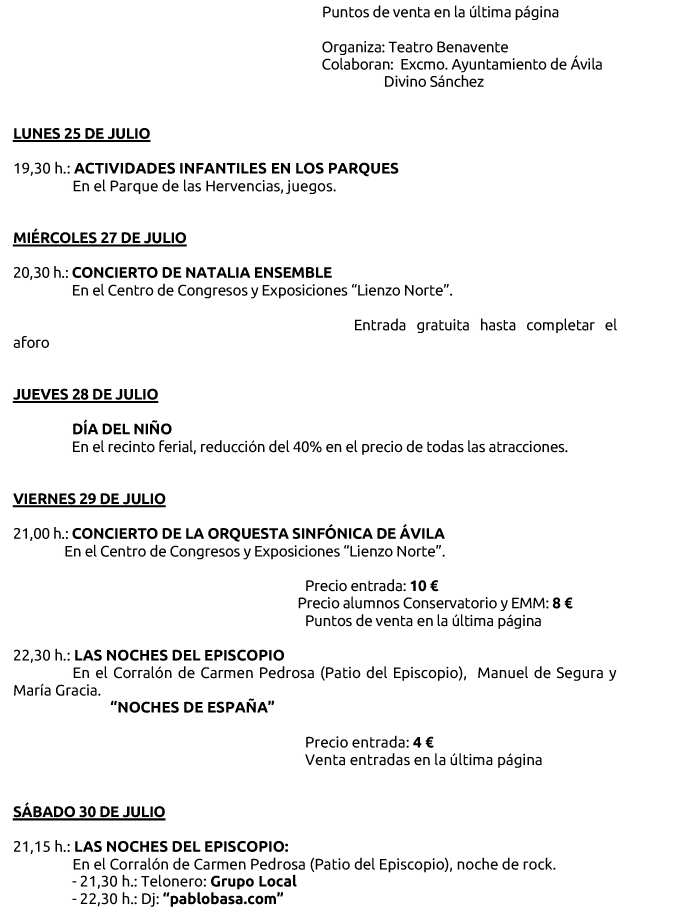 Puntos de venta en la última página
Organiza: Teatro Benavente
Colaboran: Excmo. Ayuntamiento de Ávila
Divino Sánchez
LUNES 25 DE JULIO
19,30 h.: ACTIVIDADES INFANTILES EN LOS PARQUES
En el Parque de las Hervencias, juegos.
MIÉRCOLES 27 DE JULIO
20,30 h.: CONCIERTO DE NATALIA ENSEMBLE
En el Centro de Congresos y Exposiciones “Lienzo Norte”.
Entrada gratuita hasta completar el
aforo
JUEVES 28 DE JULIO
DÍA DEL NIÑO
En el recinto ferial, reducción del 40% en el precio de todas las atracciones.
VIERNES 29 DE JULIO
21,00 h.: CONCIERTO DE LA ORQUESTA SINFÓNICA DE ÁVILA
En el Centro de Congresos y Exposiciones “Lienzo Norte”.
Precio entrada: 10 €
Precio alumnos Conservatorio y EMM: 8 €
Puntos de venta en la última página
22,30 h.: LAS NOCHES DEL EPISCOPIO
En el Corralón de Carmen Pedrosa (Patio del Episcopio), Manuel de Segura y
María Gracia.
“NOCHES DE ESPAÑA”
Precio entrada: 4 €
Venta entradas en la última página
SÁBADO 30 DE JULIO
21,15 h.: LAS NOCHES DEL EPISCOPIO:
En el Corralón de Carmen Pedrosa (Patio del Episcopio), noche de rock.
- 21,30 h.: Telonero: Grupo Local
- 22,30 h.: Dj: “pablobasa.com”